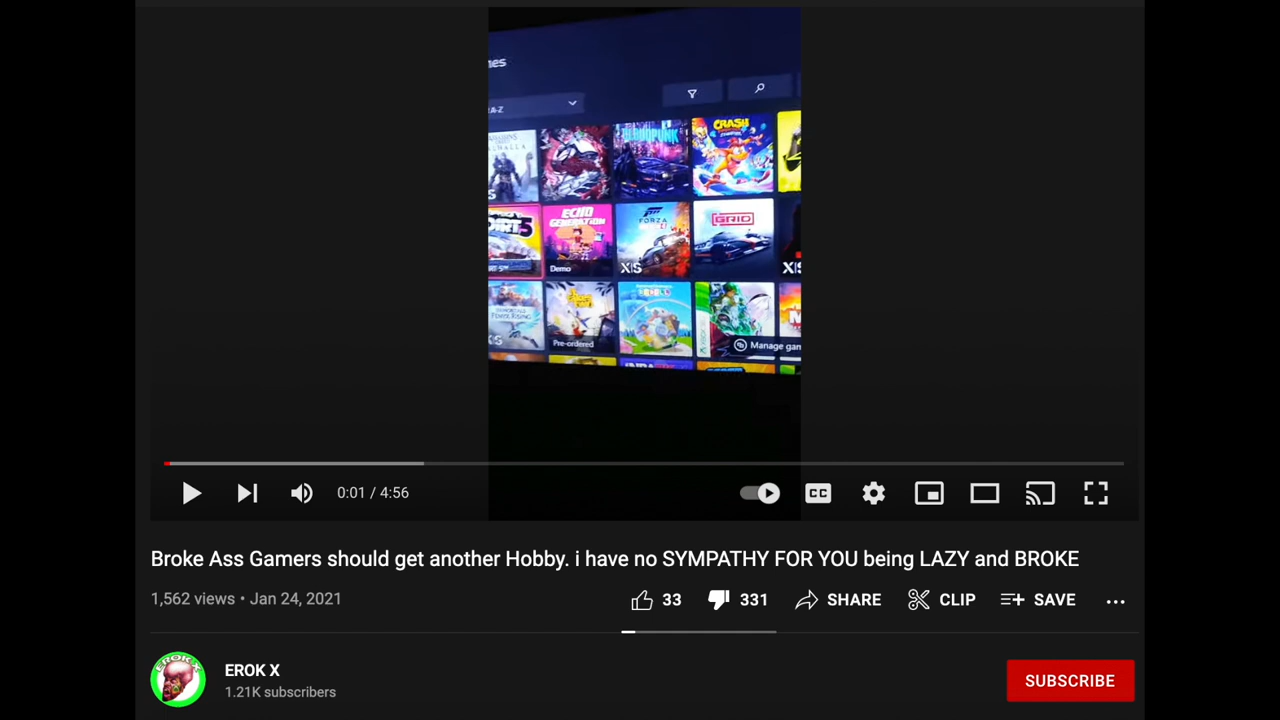 A-Z
VALHALLA
CRASH
ECHO
GENERATION
FORZA
GRID
Demo
X|S
Pre-ordered
Manage gam
0:01 / 4:56
CC
Broke Ass Gamers should get another Hobby. i have no SYMPATHY FOR YOU being LAZY and BROKE
1,562 views • Jan 24, 2021
33
331
SHARE
CLIP
SAVE
EROK X
EROK X
1.21K subscribers
SUBSCRIBE